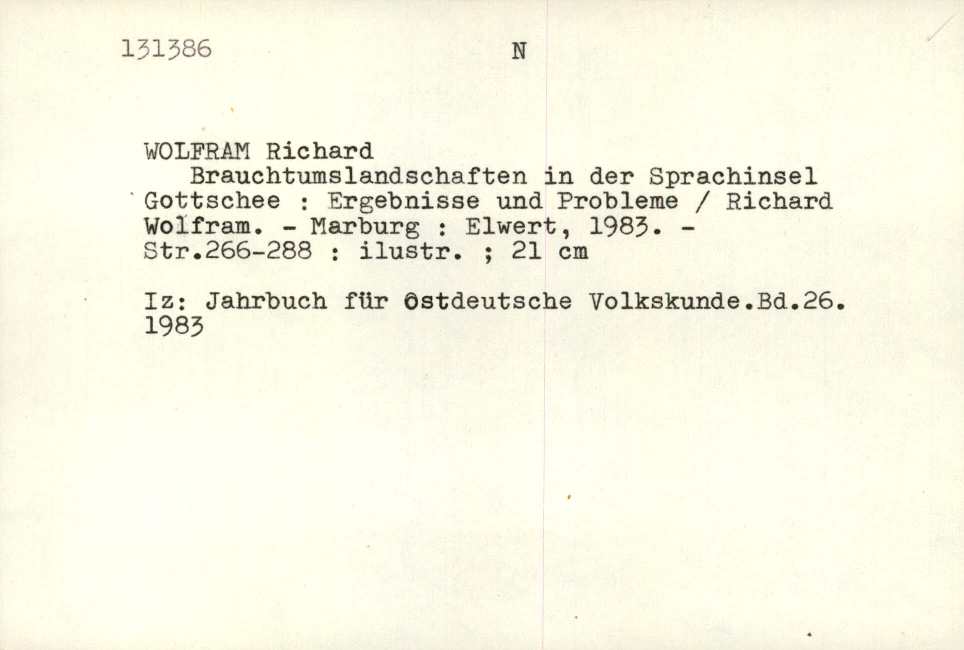 131386 N
WOLFRAM Richard
Brauchtumslandschaften in der Sprachinsel
Gottschee : Ergebnisse und Probleme / Richard
Wolfram. - Marburg : Elwert, 1983. -
Str.266-288 : ilustr. ; 21 cm
Iz: Jahrbuch für ostdeutsche Volkskunde.Bd.26.
1983